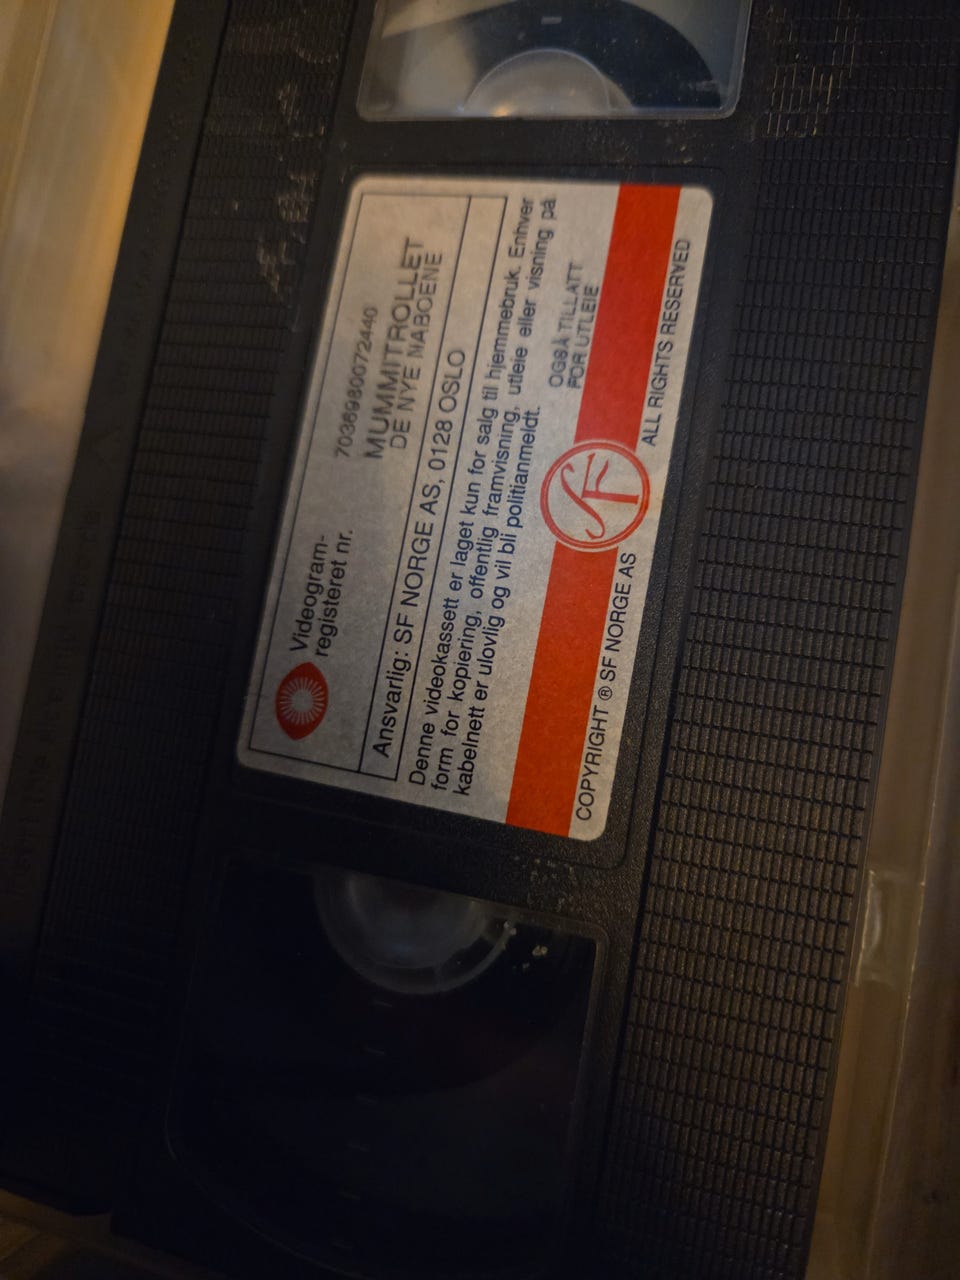 Videogram-
registeret nr.
7036980072440
MUMMITROLLET
DE NYE NABOENE
Ansvarlig: SF NORGE AS, 0128 OSLO
Denne videokassett er laget kun for salg til hjemmebruk. Enhver
form for kopiering, offentlig framvisning, utleie eller visning på
kabelnett er ulovlig og vil bli politianmeldt.
OGSÅ TILLATT
FOR UTLEIE
SF
COPYRIGHT ® SF NORGE AS ALL RIGHTS RESERVED